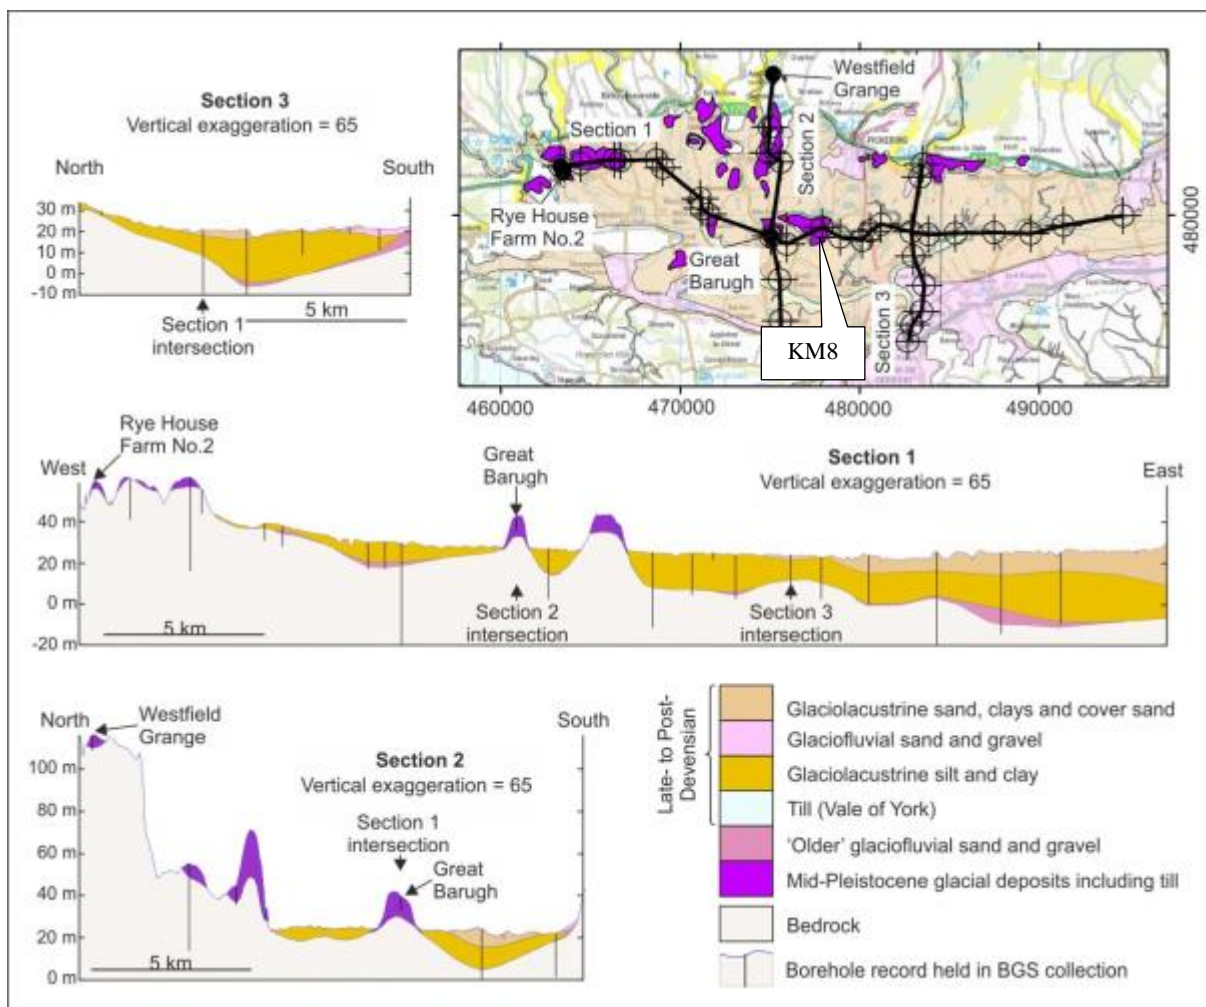 Section 3
Vertical exaggeration = 65
North
South
30 m
20 m
10 m
0 m
-10 m
Section 1
intersection
5 km
Westfield
Grange
Section 1
Section 2
PICKERING
Rye House
Farm No.2
Great
Barugh
KM8
Section 3
480000
460000
470000
480000
490000
Rye House
Farm No.2
West
Great
Barugh
Section 1
Vertical exaggeration = 65
East
40 m
20 m
0 m
-20 m
5 km
Section 2
intersection
Section 3
intersection
North
Westfield
Grange
South
Section 2
Vertical exaggeration = 65
Section 1
intersection
Great
Barugh
100 m
80 m
60 m
40 m
20 m
0 m
5 km
Late- to Post-
Devensian
Glaciolacustrine sand, clays and cover sand
Glaciofluvial sand and gravel
Glaciolacustrine silt and clay
Till (Vale of York)
'Older' glaciofluvial sand and gravel
Mid-Pleistocene glacial deposits including till
Bedrock
Borehole record held in BGS collection